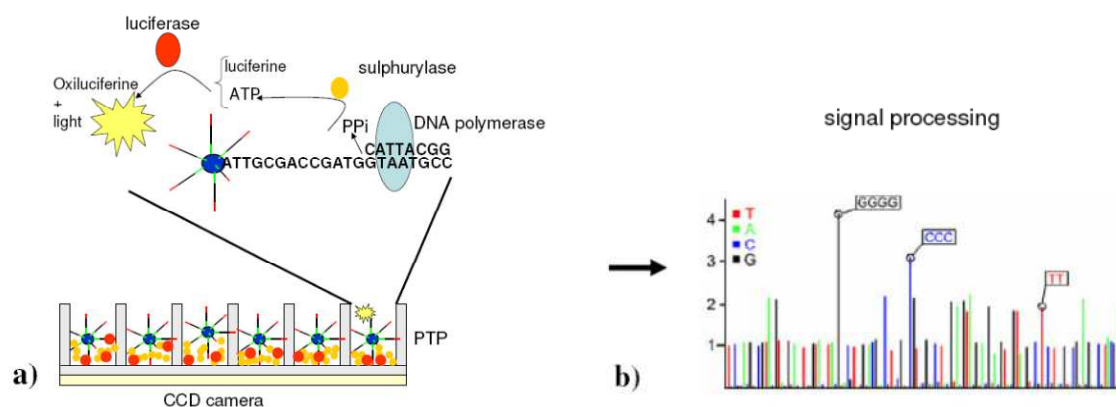 luciferase
luciferine
sulphurylase
Oxiluciferine
+
light
ATP
PPi
DNA polymerase
CATTACGG
ATTGCGACCGATGGTAATGCC
PTP
a)
CCD camera
signal processing
4
3
2
1
T
A
C
G
GGGG
CCC
TT
b)